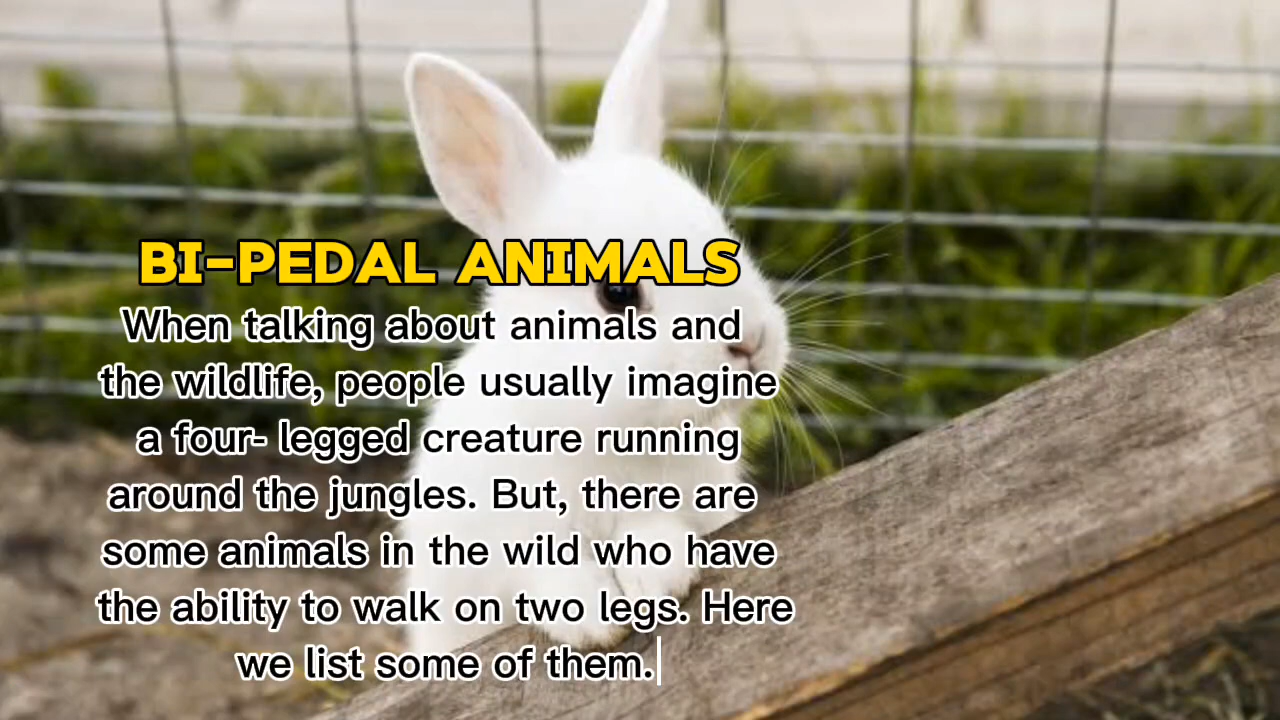 BI-PEDAL ANIMALS
When talking about animals and
the wildlife, people usually imagine
a four- legged creature running
around the jungles. But, there are
some animals in the wild who have
the ability to walk on two legs. Here
we list some of them.